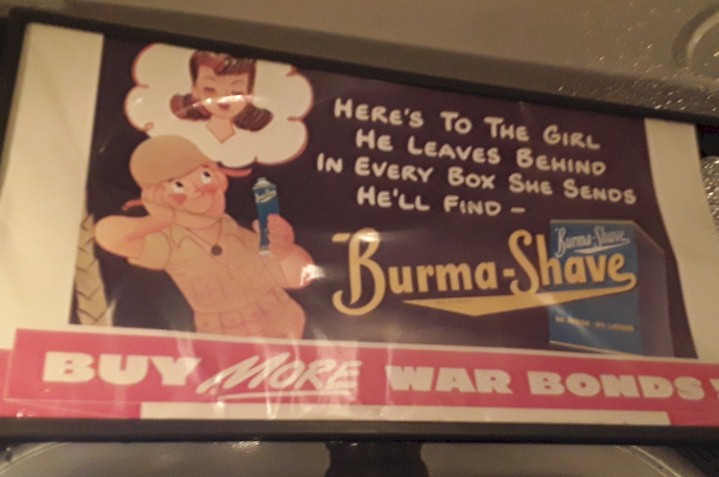 HERE'S TO THE GIRL
HE LEAVES BEHIND
IN EVERY BOX SHE SENDS
HE'LL FIND –
Burma-Shave
Burma-Shave
BUY MORE WAR BONDS